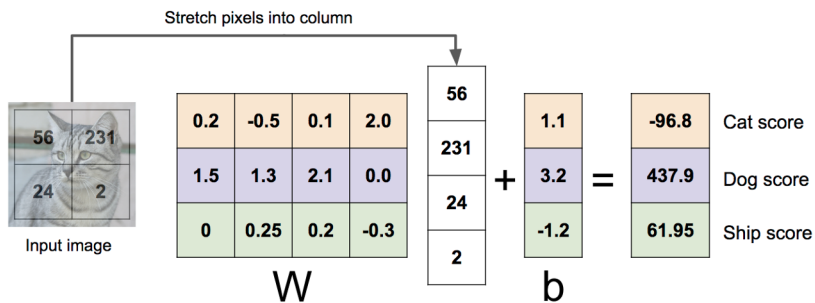 Stretch pixels into column
56 231
24 2
Input image
0.2 -0.5 0.1 2.0
1.5 1.3 2.1 0.0
0 0.25 0.2 -0.3
W
56
231
24
2
+
1.1
3.2
-1.2
b
=
-96.8 Cat score
437.9 Dog score
61.95 Ship score